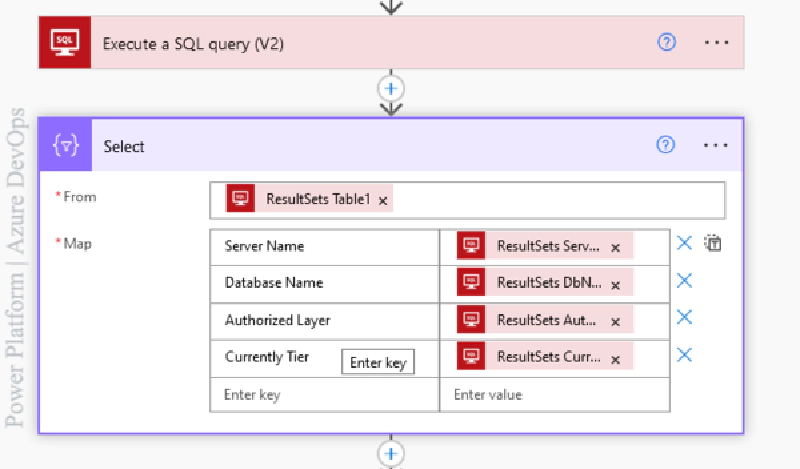 SQL
Execute a SQL query (V2)
Select
* From
ResultSets Table1
* Map
Server Name
ResultSets Serv...
Database Name
ResultSets DbN...
Authorized Layer
ResultSets Aut...
Currently Tier
Enter key
ResultSets Curr...
Enter key
Enter value
Power Platform | Azure DevOps